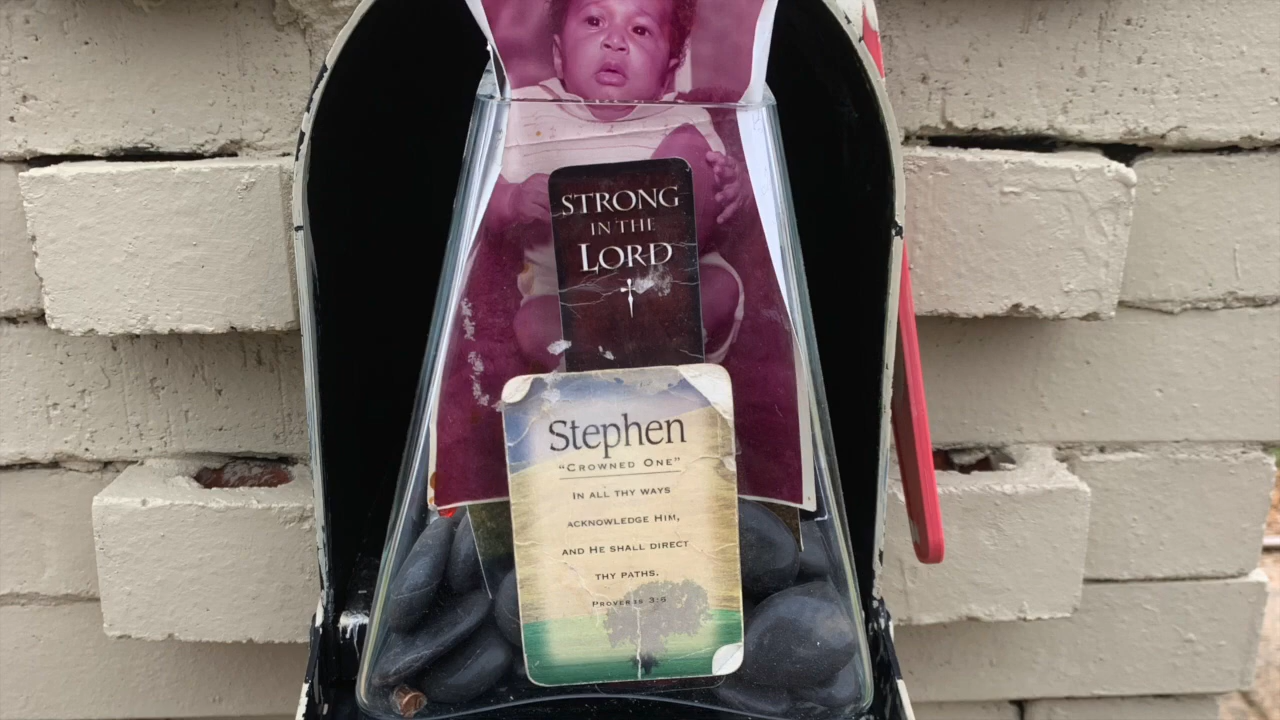 STRONG
IN THE
LORD
Stephen
"CROWNED ONE"
IN ALL THY WAYS
ACKNOWLEDGE HIM,
AND HE SHALL DIRECT
THY PATHS.
PROVERBS 3:6